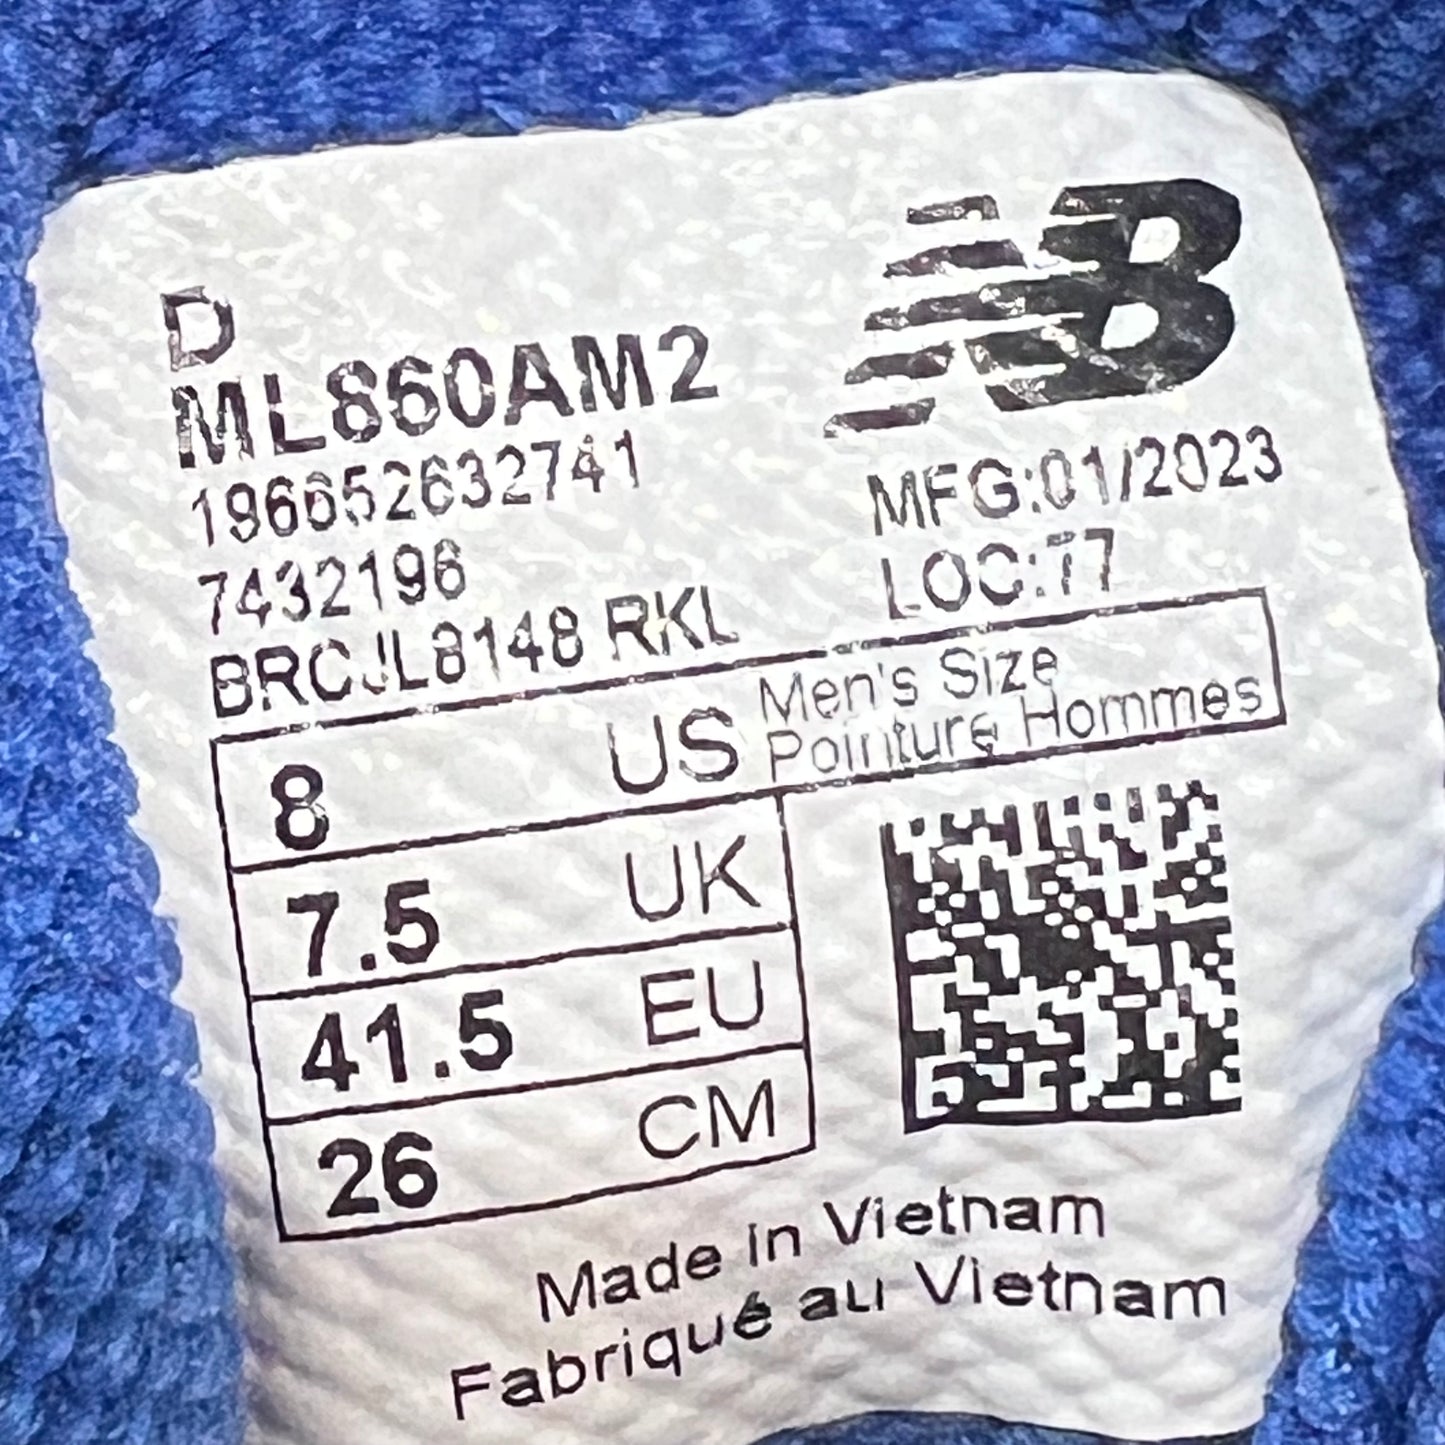 D
ML860AM2
196652632741
7432196
BRCJL8148 RKL
NB
MFG:01/2023
LOC:77
8 US Men's Size
Pointure Hommes
7.5 UK
41.5 EU
26 CM
Made in Vietnam
Fabriqué au Vietnam